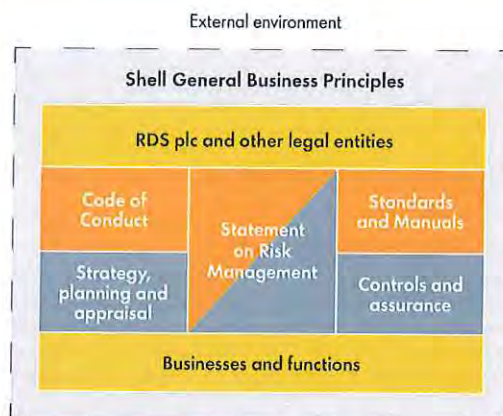 External environment
Shell General Business Principles
RDS plc and other legal entities
Code of
Conduct
Statement
on Risk
Management
Standards
and Manuals
Strategy,
planning and
appraisal
Controls and
assurance
Businesses and functions